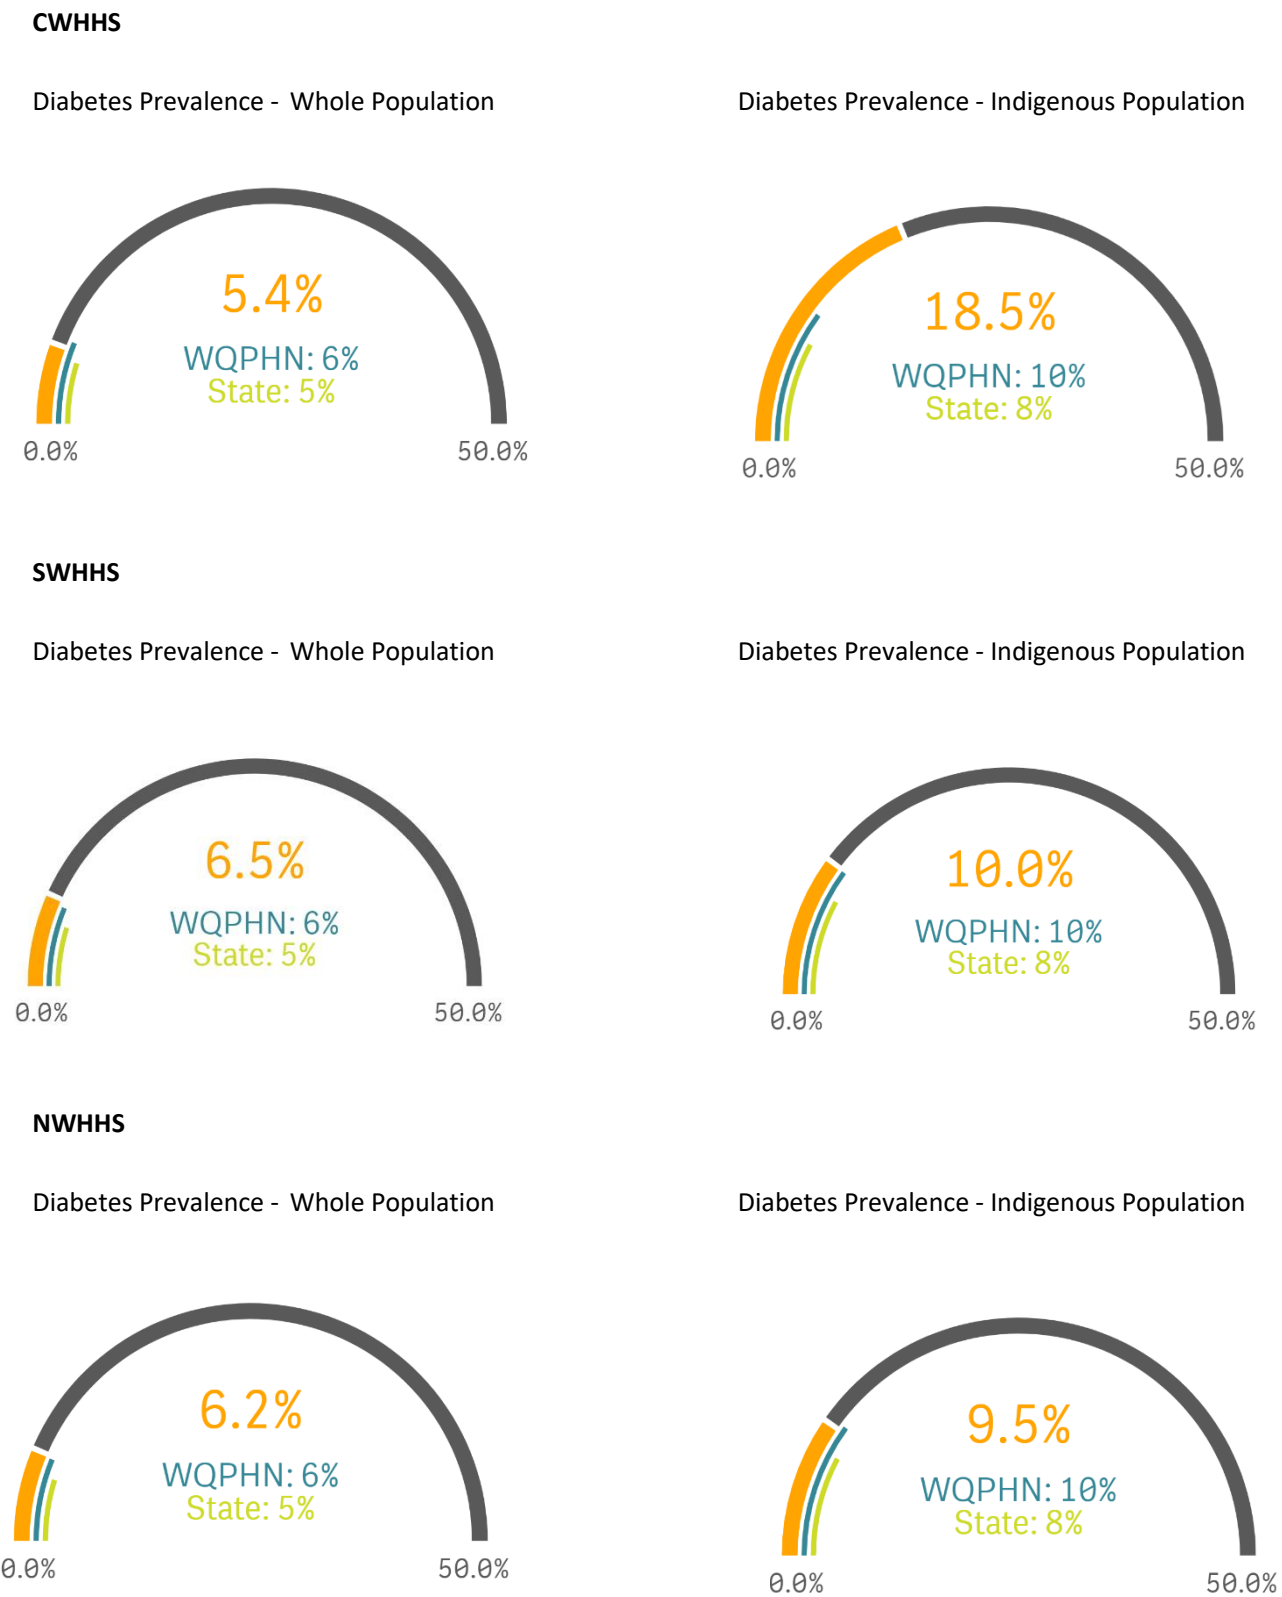 CWHHS
Diabetes Prevalence - Whole Population
Diabetes Prevalence - Indigenous Population
5.4%
WQPHN: 6%
State: 5%
0.0%
50.0%
18.5%
WQPHN: 10%
State: 8%
0.0%
50.0%
SWHHS
Diabetes Prevalence - Whole Population
Diabetes Prevalence - Indigenous Population
6.5%
WQPHN: 6%
State: 5%
0.0%
50.0%
10.0%
WQPHN: 10%
State: 8%
0.0%
50.0%
NWHHS
Diabetes Prevalence - Whole Population
Diabetes Prevalence - Indigenous Population
6.2%
WQPHN: 6%
State: 5%
0.0%
50.0%
9.5%
WQPHN: 10%
State: 8%
0.0%
50.0%